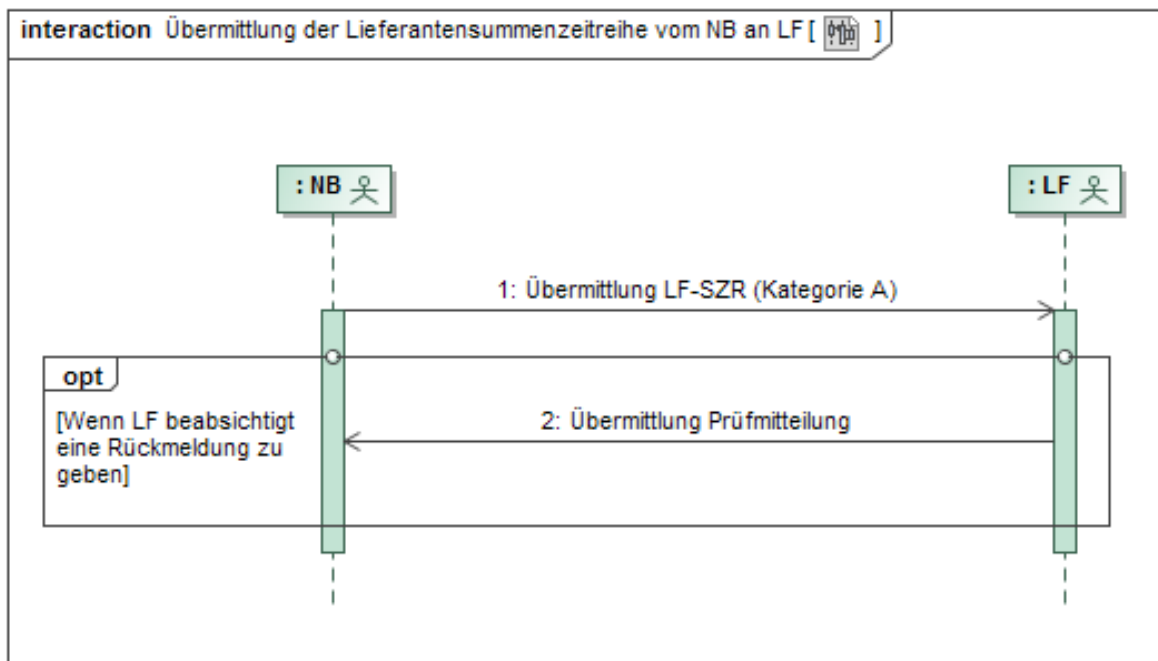 interaction Übermittlung der Lieferantensummenzeitreihe vom NB an LF [ ]
: NB
: LF
1: Übermittlung LF-SZR (Kategorie A)
opt
[Wenn LF beabsichtigt
eine Rückmeldung zu
geben]
2: Übermittlung Prüfmitteilung